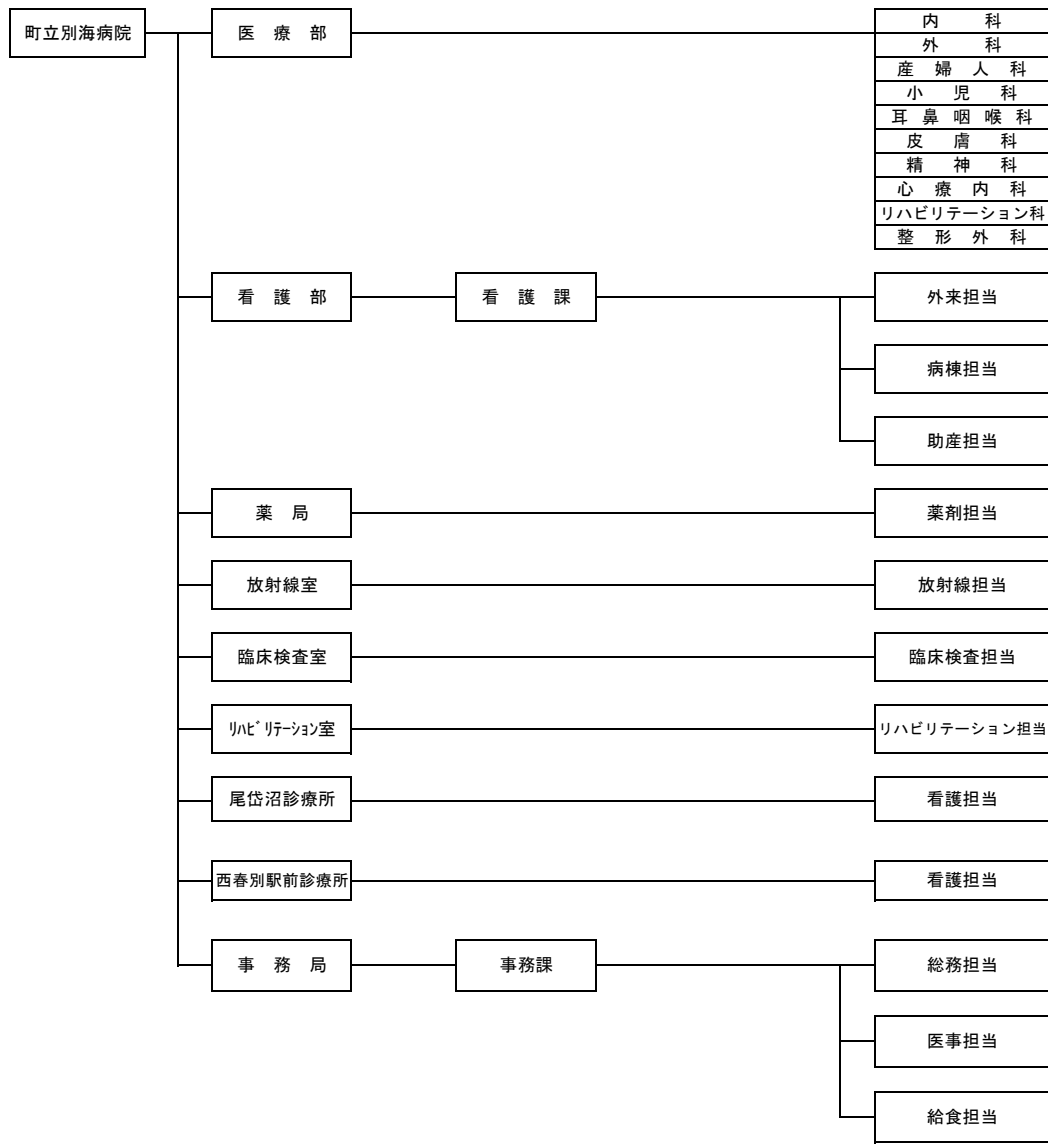 町立別海病院
医療部
内科
外科
産婦人科
小児科
耳鼻咽喉科
皮膚科
精神科
心療内科
リハビリテーション科
整形外科
看護部
看護課
外来担当
病棟担当
助産担当
薬局
薬剤担当
放射線室
放射線担当
臨床検査室
臨床検査担当
ﾘﾊﾋﾞﾘﾃｰｼｮﾝ室
リハビリテーション担当
尾岱沼診療所
看護担当
西春別駅前診療所
看護担当
事務局
事務課
総務担当
医事担当
給食担当